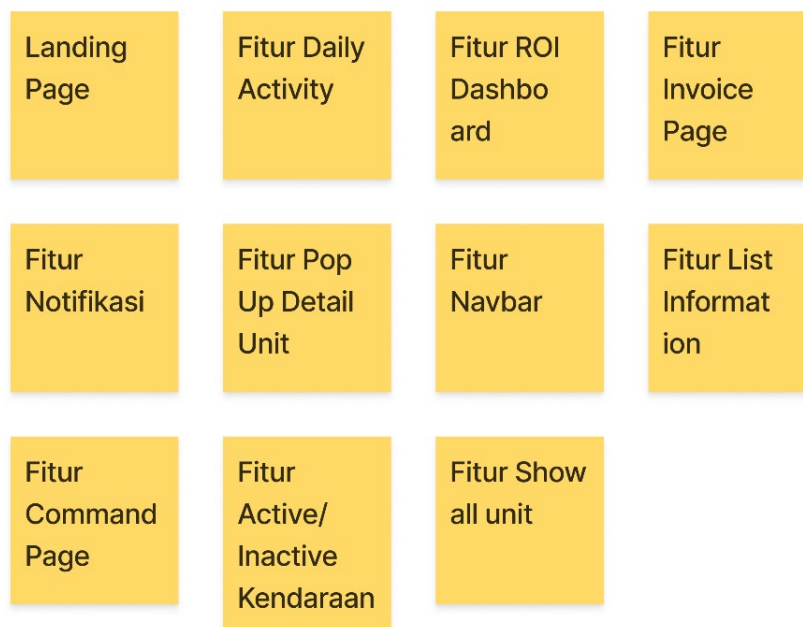 Landing
Page
Fitur Daily
Activity
Fitur ROI
Dashbo
ard
Fitur
Invoice
Page
Fitur
Notifikasi
Fitur Pop
Up Detail
Unit
Fitur
Navbar
Fitur List
Informat
ion
Fitur
Command
Page
Fitur
Active/
Inactive
Kendaraan
Fitur Show
all unit